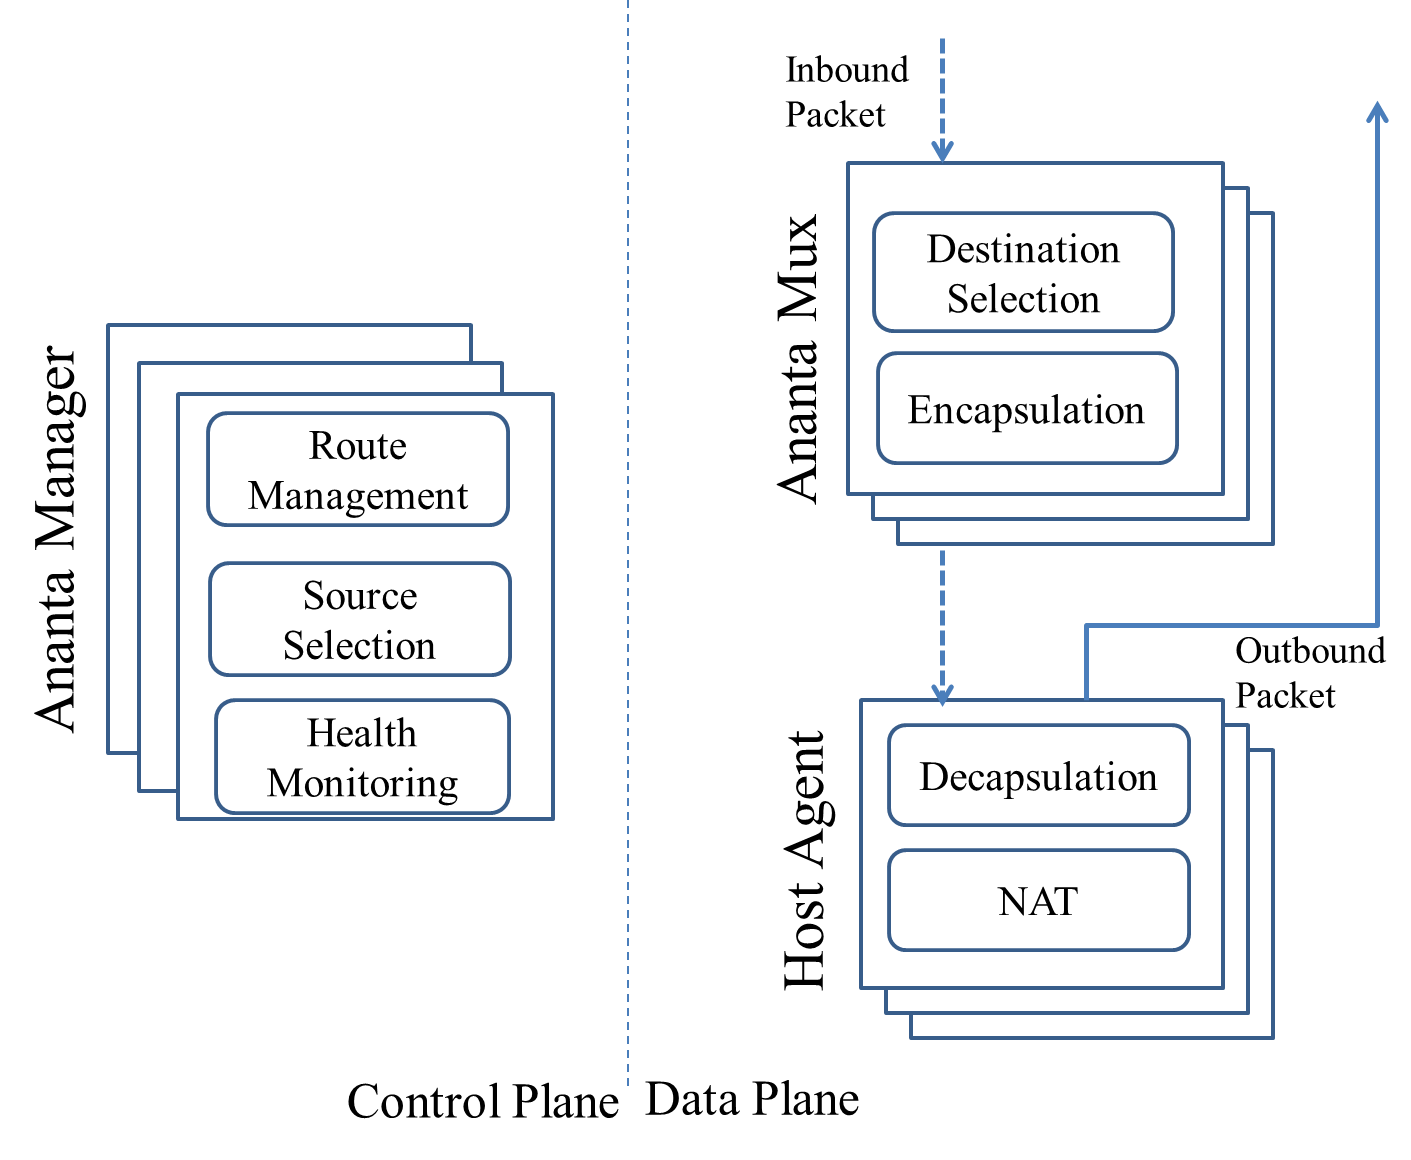 Ananta Manager
Route
Management
Source
Selection
Health
Monitoring
Control Plane
Inbound
Packet
Ananta Mux
Destination
Selection
Encapsulation
Outbound
Packet
Host Agent
Decapsulation
NAT
Data Plane